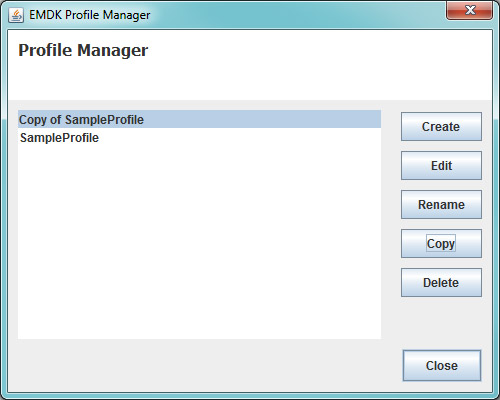 EMDK Profile Manager
Profile Manager
Copy of SampleProfile
SampleProfile
Create
Edit
Rename
Copy
Delete
Close